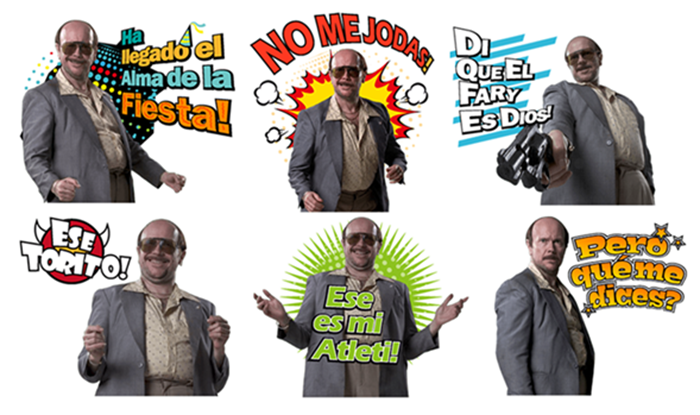 Ha
llegado el
Alma de la
Fiesta!
NO ME JODAS!
DI
QUE EL
FARY
ES DIOS!
ESE
TORITO!
Ese
es mi
Atleti!
Pero
qué me
dices?